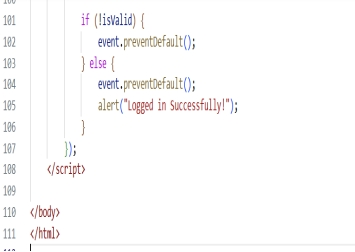 100
101 if (!isValid) {
102 event.preventDefault();
103 } else {
104 event.preventDefault();
105 alert("Logged in Successfully!");
106 }
107 });
108 </script>
109
110 </body>
111 </html>